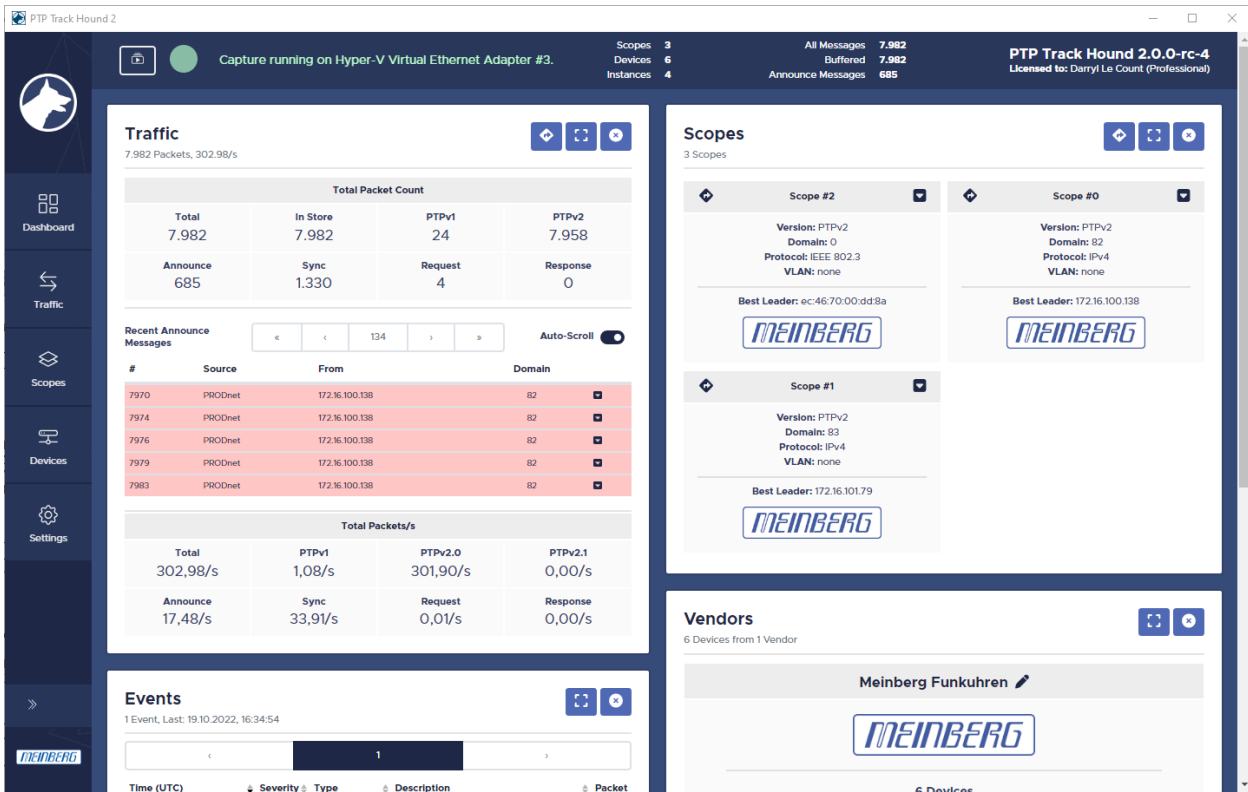 PTP Track Hound 2
Capture running on Hyper-V Virtual Ethernet Adapter #3.
Scopes 3
Devices 6
Instances 4
All Messages 7.982
Buffered 7.982
Announce Messages 685
PTP Track Hound 2.0.0-rc-4
Licensed to: Darryl Le Count (Professional)
Dashboard
Traffic
Scopes
Devices
Settings
MEINBERG
Traffic
7.982 Packets, 302.98/s
Total Packet Count
Total In Store PTPv1 PTPv2
7.982 7.982 24 7.958
Announce Sync Request Response
685 1.330 4 0
Recent Announce
Messages
« ‹ 134 › »
Auto-Scroll
# Source From Domain
7970 PRODnet 172.16.100.138 82
7974 PRODnet 172.16.100.138 82
7976 PRODnet 172.16.100.138 82
7979 PRODnet 172.16.100.138 82
7983 PRODnet 172.16.100.138 82
Total Packets/s
Total PTPv1 PTPv2.0 PTPv2.1
302,98/s 1,08/s 301,90/s 0,00/s
Announce Sync Request Response
17,48/s 33,91/s 0,01/s 0,00/s
Events
1 Event, Last: 19.10.2022, 16:34:54
‹ 1 ›
Time (UTC) Severity Type Description Packet
Scopes
3 Scopes
Scope #2
Version: PTPv2
Domain: 0
Protocol: IEEE 802.3
VLAN: none
Best Leader: ec:46:70:00:dd:8a
MEINBERG
Scope #0
Version: PTPv2
Domain: 82
Protocol: IPv4
VLAN: none
Best Leader: 172.16.100.138
MEINBERG
Scope #1
Version: PTPv2
Domain: 83
Protocol: IPv4
VLAN: none
Best Leader: 172.16.101.79
MEINBERG
Vendors
6 Devices from 1 Vendor
Meinberg Funkuhren
MEINBERG
6 Devices